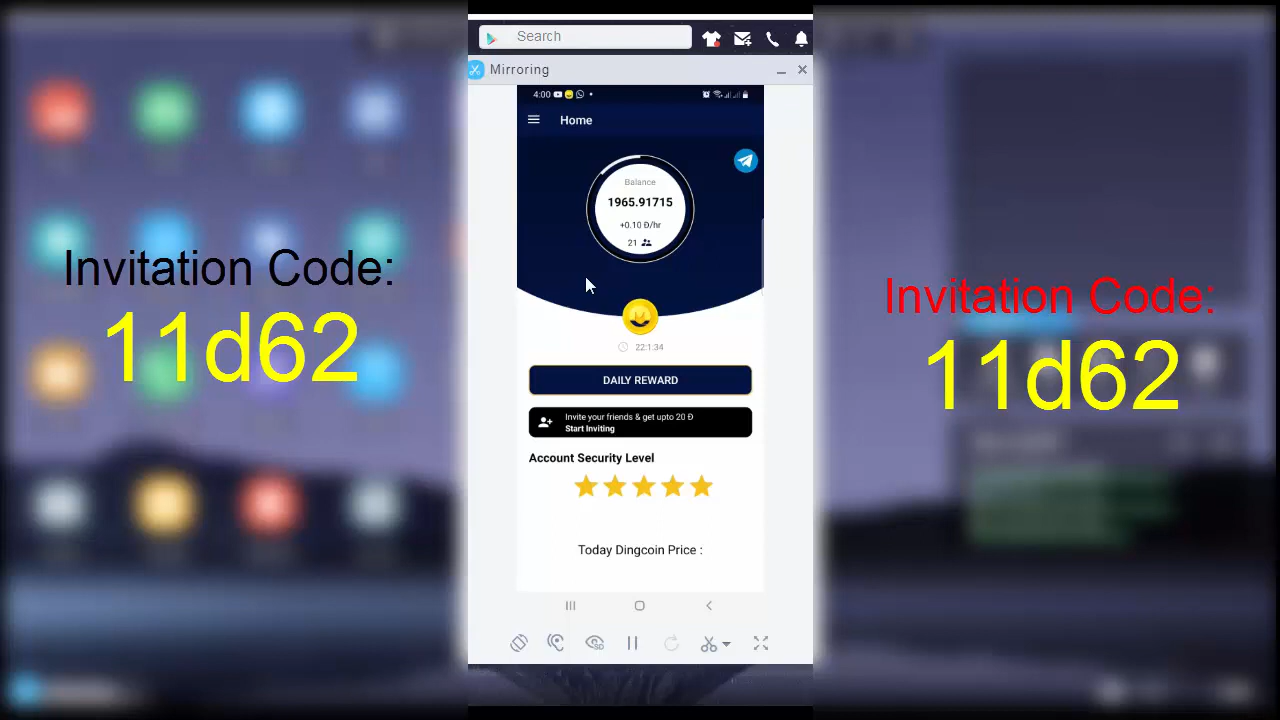 Search
Mirroring
4:00
Home
Balance
1965.91715
+0.10 Đ/hr
21
22:1:34
DAILY REWARD
Invite your friends & get upto 20 Đ
Start Inviting
Account Security Level
Today Dingcoin Price :
SD
Invitation Code:
11d62
Invitation Code:
11d62